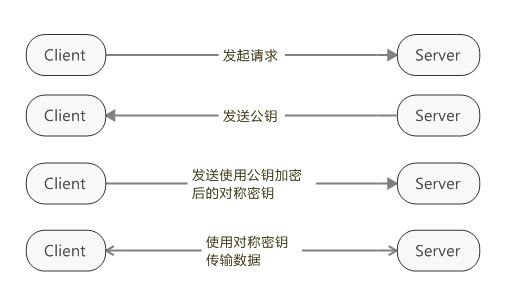 Client 发起请求 Server
Client 发送公钥 Server
Client 发送使用公钥加密 Server
后的对称密钥
Client 使用对称密钥 Server
传输数据